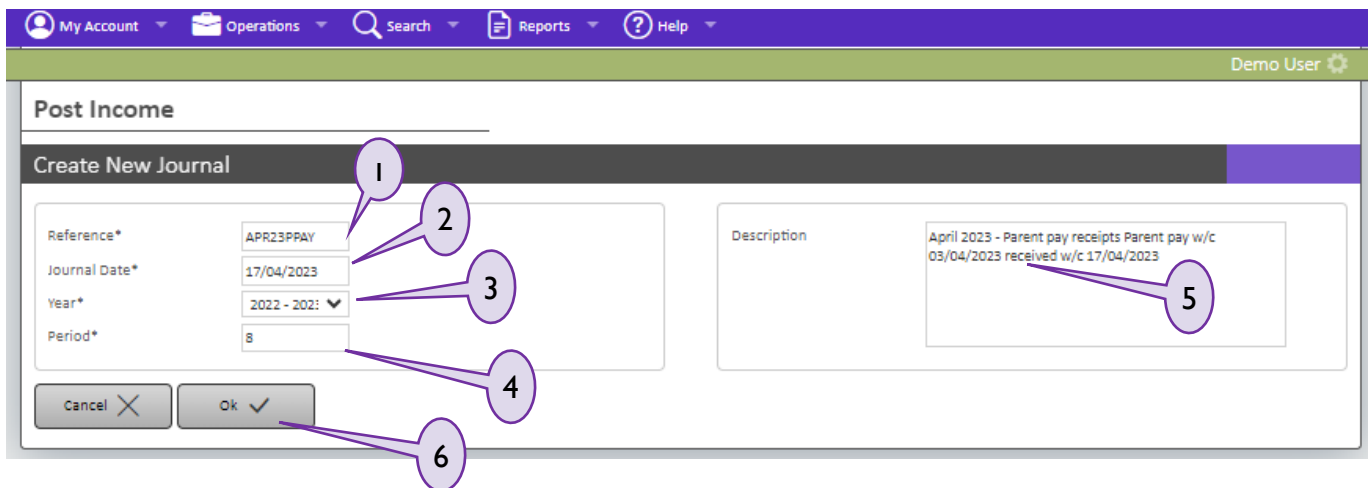 My Account Operations Search Reports Help
Demo User
Post Income
Create New Journal
1
2
Reference* APR23PPAY
Description April 2023 - Parent pay receipts Parent pay w/c
03/04/2023 received w/c 17/04/2023
Journal Date* 17/04/2023
3
5
Year* 2022 - 202
Period* 8
4
Cancel Ok
6